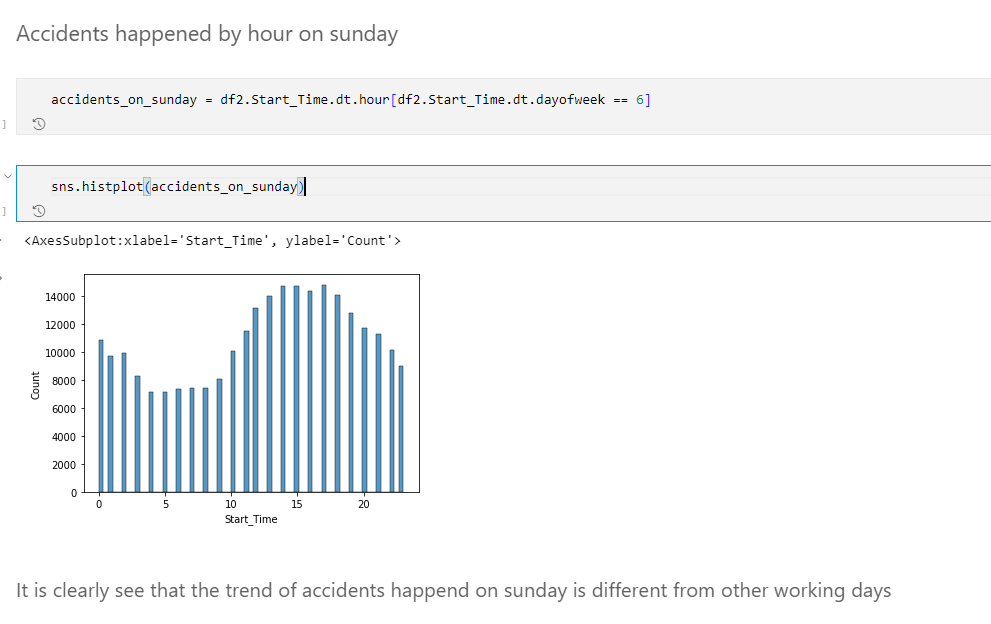 Accidents happened by hour on sunday
accidents_on_sunday = df2.Start_Time.dt.hour[df2.Start_Time.dt.dayofweek == 6]
]
sns.histplot(accidents_on_sunday)
]
<AxesSubplot:xlabel='Start_Time', ylabel='Count'>
14000
12000
10000
8000
6000
4000
2000
0
Count
0 5 10 15 20
Start_Time
It is clearly see that the trend of accidents happend on sunday is different from other working days